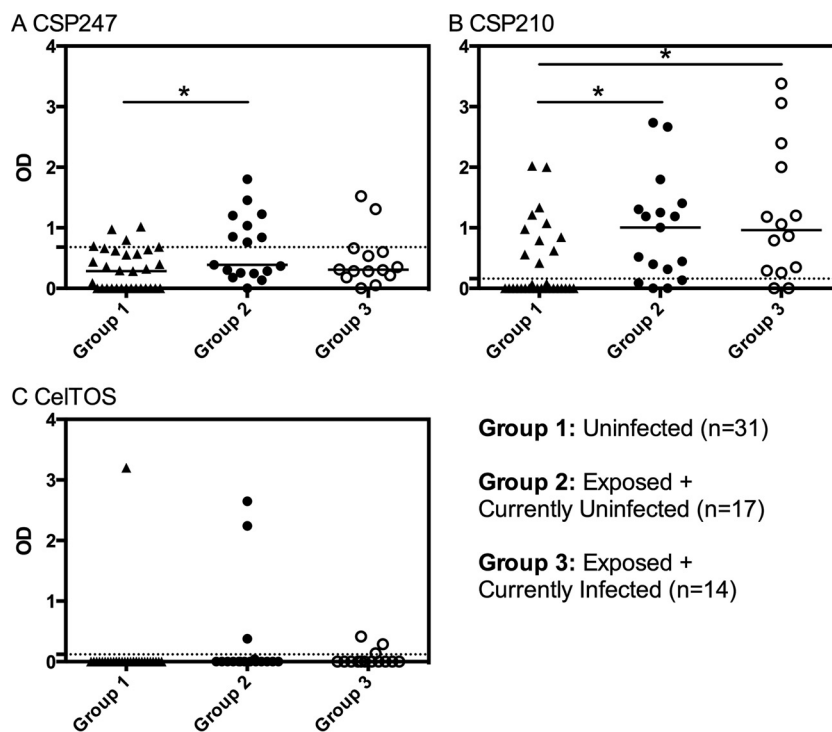 A CSP247
4
3
2
1
0
OD
*
Group 1
Group 2
Group 3
B CSP210
4
3
2
1
0
*
*
Group 1
Group 2
Group 3
C CelTOS
4
3
2
1
0
OD
Group 1
Group 2
Group 3
Group 1: Uninfected (n=31)
Group 2: Exposed +
Currently Uninfected (n=17)
Group 3: Exposed +
Currently Infected (n=14)